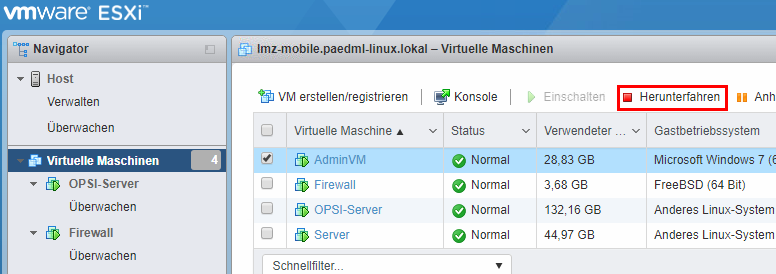 vmware ESXi™
Navigator
Host
Verwalten
Überwachen
Virtuelle Maschinen 4
OPSI-Server
Überwachen
Firewall
Überwachen
lmz-mobile.paedml-linux.lokal – Virtuelle Maschinen
VM erstellen/registrieren Konsole Einschalten Herunterfahren Anh
Virtuelle Maschine ▲ Status Verwendeter ... Gastbetriebssystem
AdminVM Normal 28,83 GB Microsoft Windows 7 (6
Firewall Normal 3,68 GB FreeBSD (64 Bit)
OPSI-Server Normal 132,16 GB Anderes Linux-System
Server Normal 44,97 GB Anderes Linux-System
Schnellfilter...